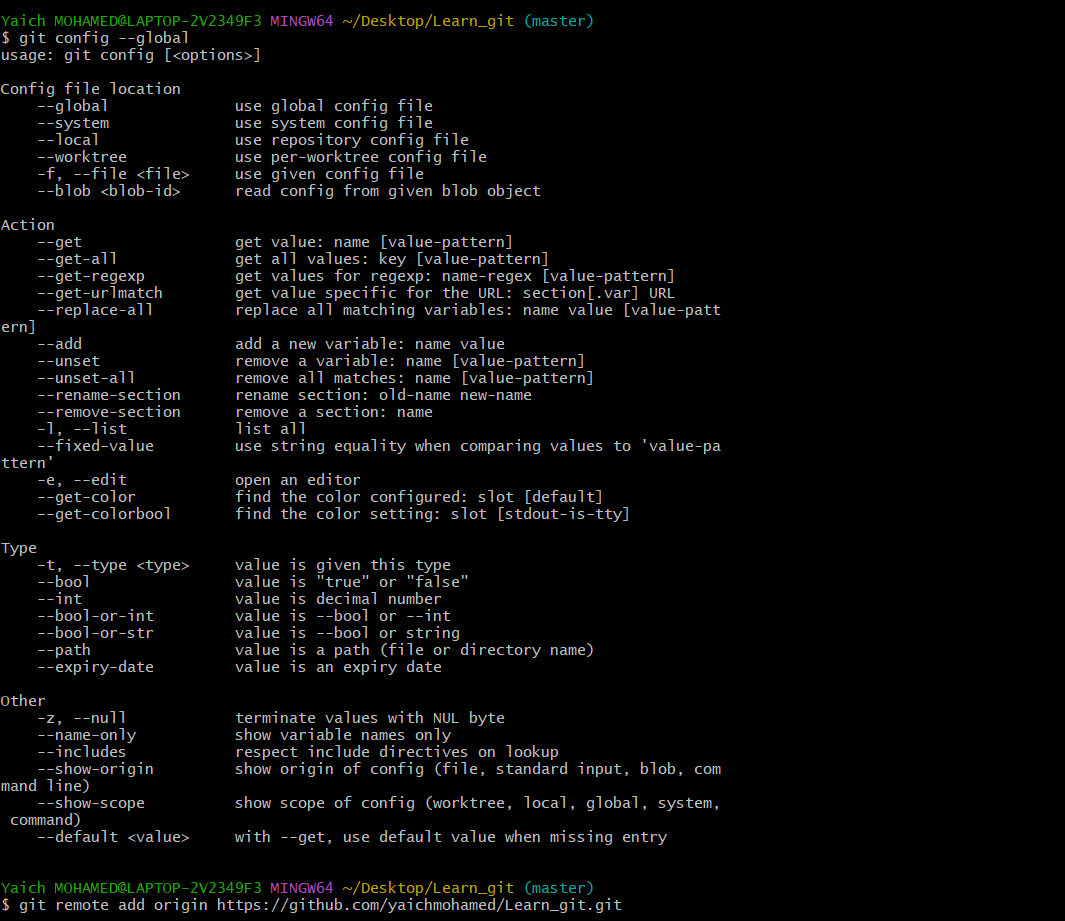 Yaich MOHAMED@LAPTOP-2V2349F3 MINGW64 ~/Desktop/Learn_git (master)
$ git config --global
usage: git config [<options>]

Config file location
    --global              use global config file
    --system              use system config file
    --local               use repository config file
    --worktree            use per-worktree config file
    -f, --file <file>     use given config file
    --blob <blob-id>      read config from given blob object

Action
    --get                 get value: name [value-pattern]
    --get-all             get all values: key [value-pattern]
    --get-regexp          get values for regexp: name-regex [value-pattern]
    --get-urlmatch        get value specific for the URL: section[.var] URL
    --replace-all         replace all matching variables: name value [value-patt
ern]
    --add                 add a new variable: name value
    --unset               remove a variable: name [value-pattern]
    --unset-all           remove all matches: name [value-pattern]
    --rename-section      rename section: old-name new-name
    --remove-section      remove a section: name
    -l, --list            list all
    --fixed-value         use string equality when comparing values to 'value-pa
ttern'
    -e, --edit            open an editor
    --get-color           find the color configured: slot [default]
    --get-colorbool       find the color setting: slot [stdout-is-tty]

Type
    -t, --type <type>     value is given this type
    --bool                value is "true" or "false"
    --int                 value is decimal number
    --bool-or-int         value is --bool or --int
    --bool-or-str         value is --bool or string
    --path                value is a path (file or directory name)
    --expiry-date         value is an expiry date

Other
    -z, --null            terminate values with NUL byte
    --name-only           show variable names only
    --includes            respect include directives on lookup
    --show-origin         show origin of config (file, standard input, blob, com
mand line)
    --show-scope          show scope of config (worktree, local, global, system,
 command)
    --default <value>     with --get, use default value when missing entry


Yaich MOHAMED@LAPTOP-2V2349F3 MINGW64 ~/Desktop/Learn_git (master)
$ git remote add origin https://github.com/yaichmohamed/Learn_git.git